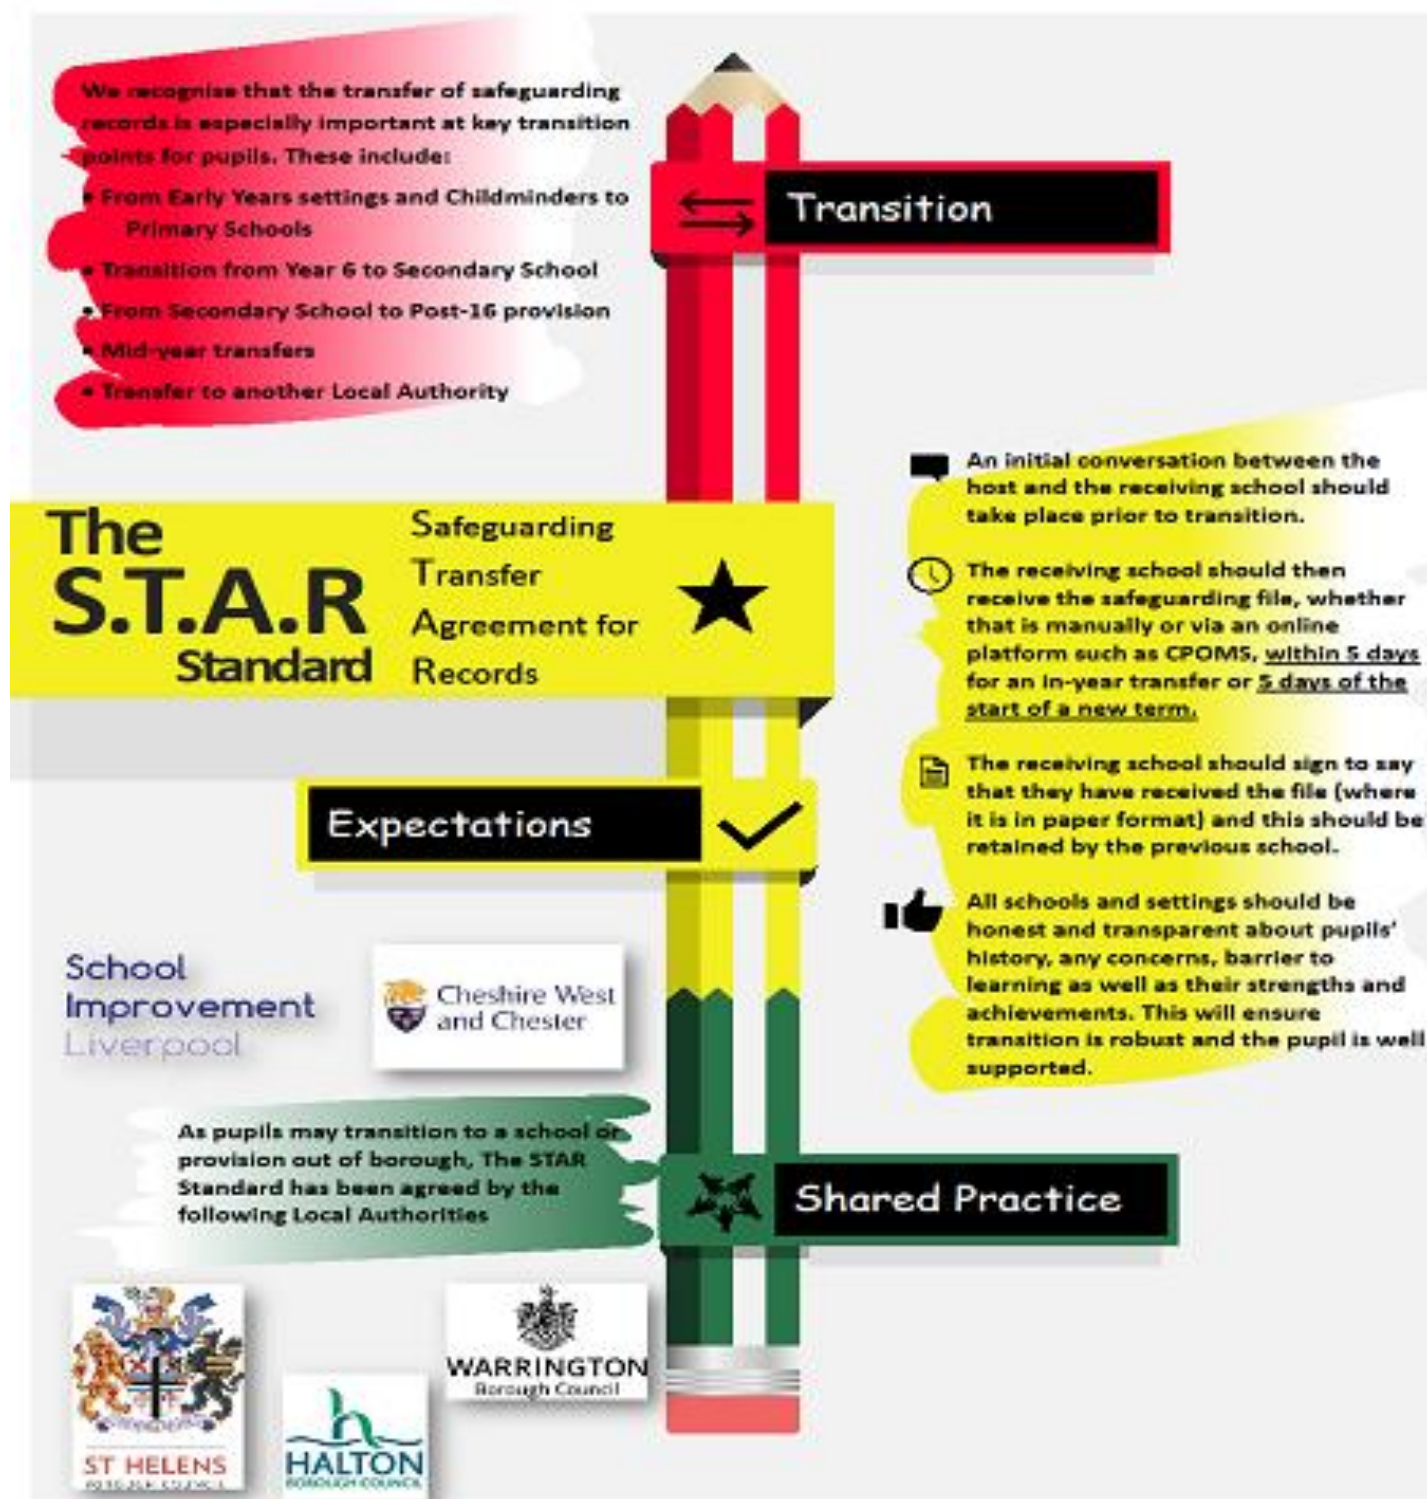 We recognise that the transfer of safeguarding
records is especially important at key transition
points for pupils. These include:
• From Early Years settings and Childminders to
Primary Schools
• Transition from Year 6 to Secondary School
• From Secondary School to Post-16 provision
• Mid-year transfers
• Transfer to another Local Authority
Transition
The
S.T.A.R
Standard
Safeguarding
Transfer
Agreement for
Records
An initial conversation between the
host and the receiving school should
take place prior to transition.
The receiving school should then
receive the safeguarding file, whether
that is manually or via an online
platform such as CPOMS, within 5 days
for an in-year transfer or 5 days of the
start of a new term.
The receiving school should sign to say
that they have received the file (where
it is in paper format) and this should be
retained by the previous school.
All schools and settings should be
honest and transparent about pupils'
history, any concerns, barrier to
learning as well as their strengths and
achievements. This will ensure
transition is robust and the pupil is well
supported.
Expectations
School
Improvement
Liverpool
Cheshire West
and Chester
As pupils may transition to a school or
provision out of borough, The STAR
Standard has been agreed by the
following Local Authorities
Shared Practice
ST HELENS
BOROUGH COUNCIL
HALTON
BOROUGH COUNCIL
WARRINGTON
Borough Council